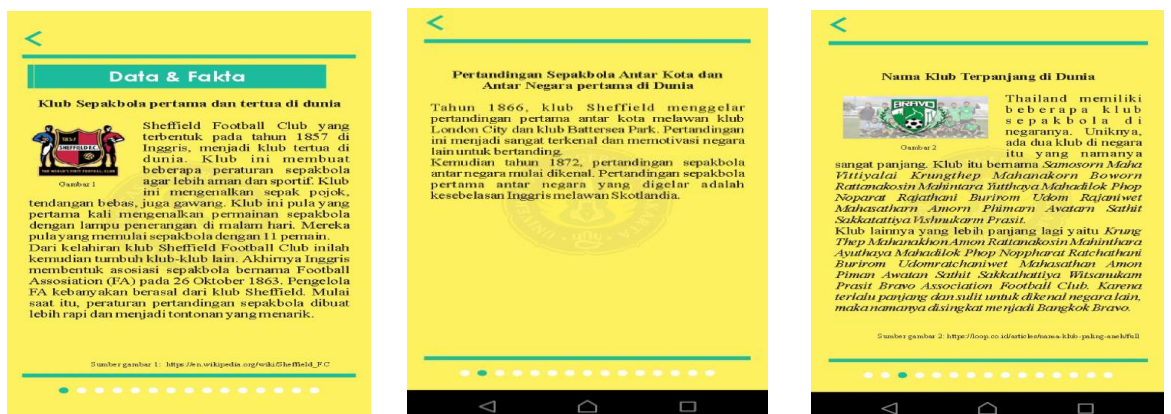 Data & Fakta
Klub Sepakbola pertama dan tertua di dunia
Sheffield Football Club yang
terbentuk pada tahun 1857 di
Inggris, menjadi klub tertua di
dunia. Klub ini membuat
beberapa peraturan sepakbola
agar lebih aman dan sportif. Klub
ini mengenalkan sepak pojok,
Gambar 1
tendangan bebas, juga gawang. Klub ini pula yang
pertama kali mengenalkan permainan sepakbola
dengan lampu penerangan di malam hari. Mereka
pula yang memulai sepakbola dengan 11 pemain.
Dari kelahiran klub Sheffield Football Club inilah
kemudian tumbuh klub-klub lain. Akhirnya Inggris
membentuk asosiasi sepakbola bernama Football
Assosiation (FA) pada 26 Oktober 1863. Pengelola
FA kebanyakan berasal dari klub Sheffield. Mulai
saat itu, peraturan pertandingan sepakbola dibuat
lebih rapi dan menjadi tontonan yang menarik.
Sumber gambar 1: https://en.wikipedia.org/wiki/Sheffield_F.C
Pertandingan Sepakbola Antar Kota dan
Antar Negara pertama di Dunia
Tahun 1866, klub Sheffield menggelar
pertandingan pertama antar kota melawan klub
London City dan klub Battersea Park. Pertandingan
ini menjadi sangat terkenal dan memotivasi negara
lain untuk bertanding.
Kemudian tahun 1872, pertandingan sepakbola
antar negara mulai dikenal. Pertandingan sepakbola
pertama antar negara yang digelar adalah
kesebelasan Inggris melawan Skotlandia.
Nama Klub Terpanjang di Dunia
BRAVO
Gambar 2
Thailand memiliki
beberapa klub
sepakbola di
negaranya. Uniknya,
ada dua klub di negara
itu yang namanya
sangat panjang. Klub itu bernama Samosorn Maha
Vittiyalai Krungthep Mahanakorn Boworn
Rattanakosin Mahintara Yutthaya Mahadilok Phop
Noparat Rajathani Burirom Udom Rajaniwet
Mahasatharn Amorn Phimarn Avatarn Sathit
Sakkatattiya Vishnukarm Prasit.
Klub lainnya yang lebih panjang lagi yaitu Krung
Thep Mahanakhon Amon Rattanakosin Mahinthara
Ayuthaya Mahadilok Phop Noppharat Ratchathani
Burirom Udomratchaniwet Mahasathan Amon
Piman Awatan Sathit Sakkathattiya Witsanukam
Prasit Bravo Association Football Club. Karena
terlalu panjang dan sulit untuk dikenal negara lain,
maka namanya disingkat menjadi Bangkok Bravo.
Sumber gambar 2: https://loop.co.id/articles/nama-klub-paling-aneh/full